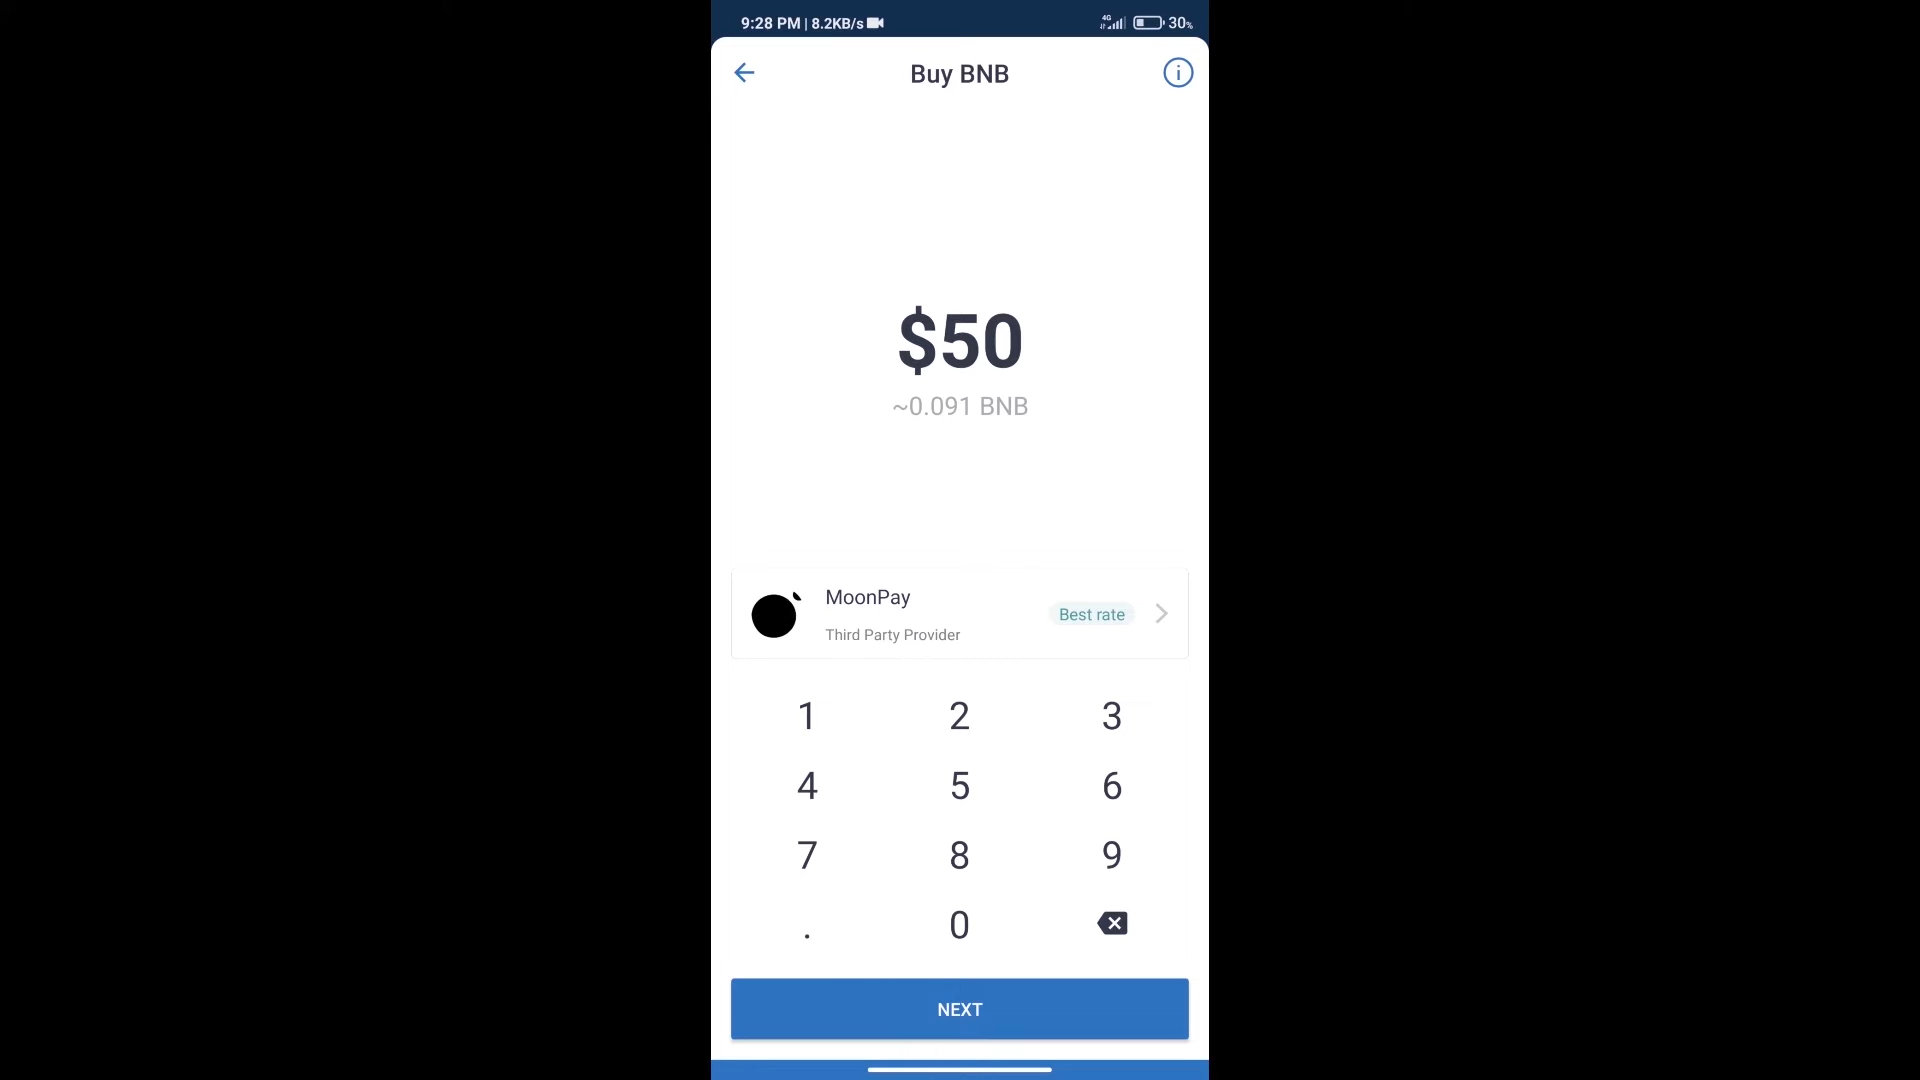 9:28 PM | 8.2KB/s 4G 30%
Buy BNB
$50
~0.091 BNB
MoonPay
Best rate
Third Party Provider
1 2 3
4 5 6
7 8 9
. 0
NEXT